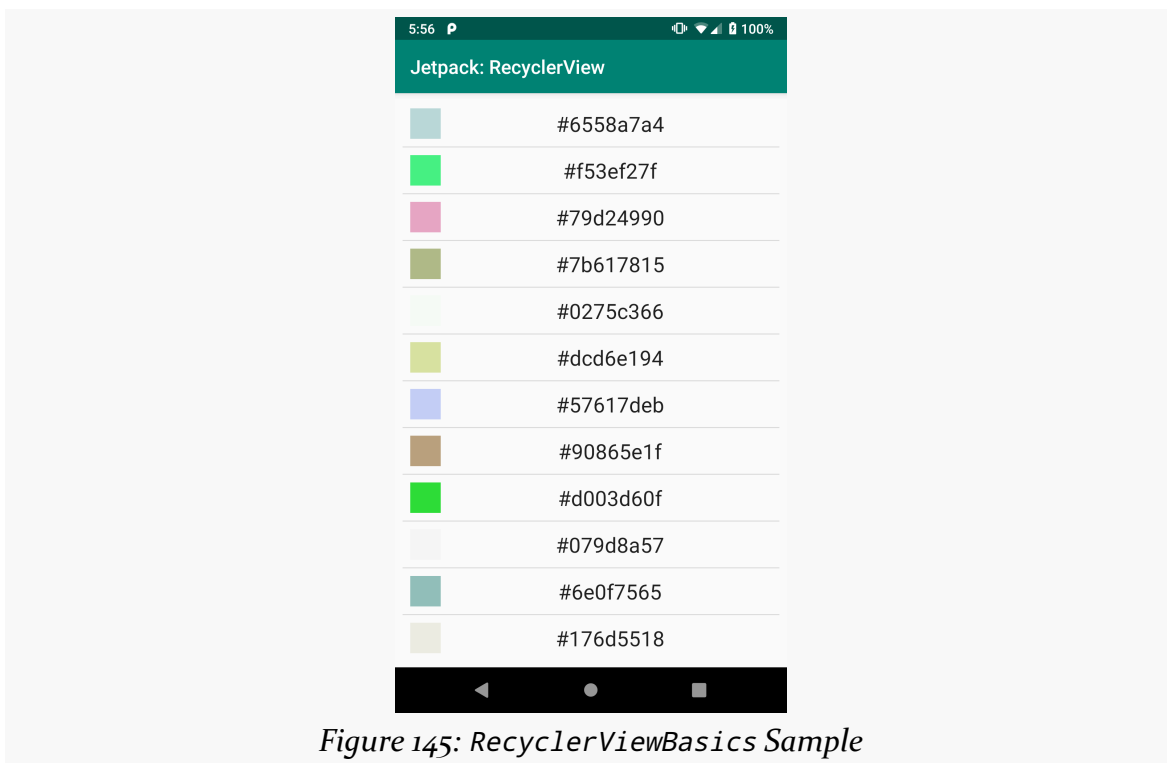 5:56 100%
Jetpack: RecyclerView
#6558a7a4
#f53ef27f
#79d24990
#7b617815
#0275c366
#dcd6e194
#57617deb
#90865e1f
#d003d60f
#079d8a57
#6e0f7565
#176d5518
Figure 145: RecyclerViewBasics Sample